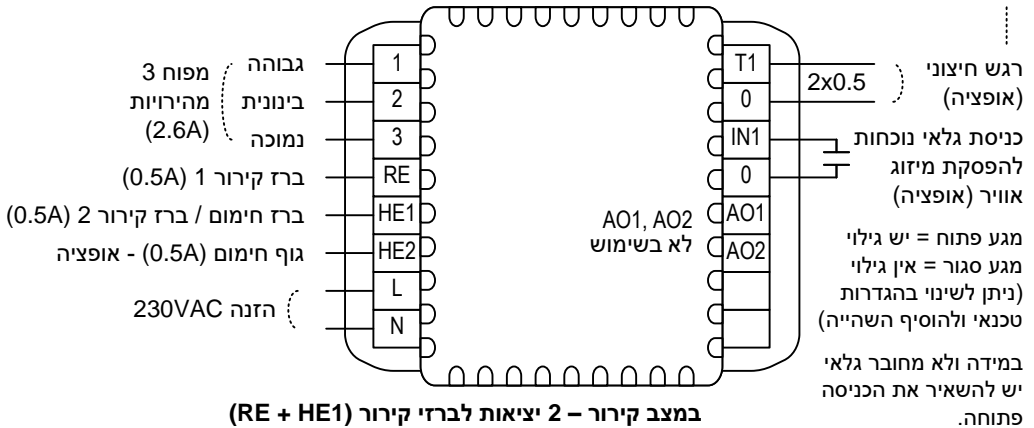 גבוהה
מפוח 3
בינונית
מהירויות
(2.6A)
נמוכה
ברז קירור 1 (0.5A)
ברז חימום / ברז קירור 2 (0.5A)
גוף חימום (0.5A) - אופציה
הזנה 230VAC
1
2
3
RE
HE1
HE2
L
N
AO1, AO2
לא בשימוש
T1
0
IN1
0
AO1
AO2
2x0.5
רגש חיצוני
(אופציה)
כניסת גלאי נוכחות
להפסקת מיזוג
אוויר (אופציה)
מגע פתוח = יש גילוי
מגע סגור = אין גילוי
(ניתן לשינוי בהגדרות
טכנאי ולהוסיף השהייה)
במידה ולא מחובר גלאי
יש להשאיר את הכניסה
פתוחה.
במצב קירור – 2 יציאות לברזי קירור (RE + HE1)